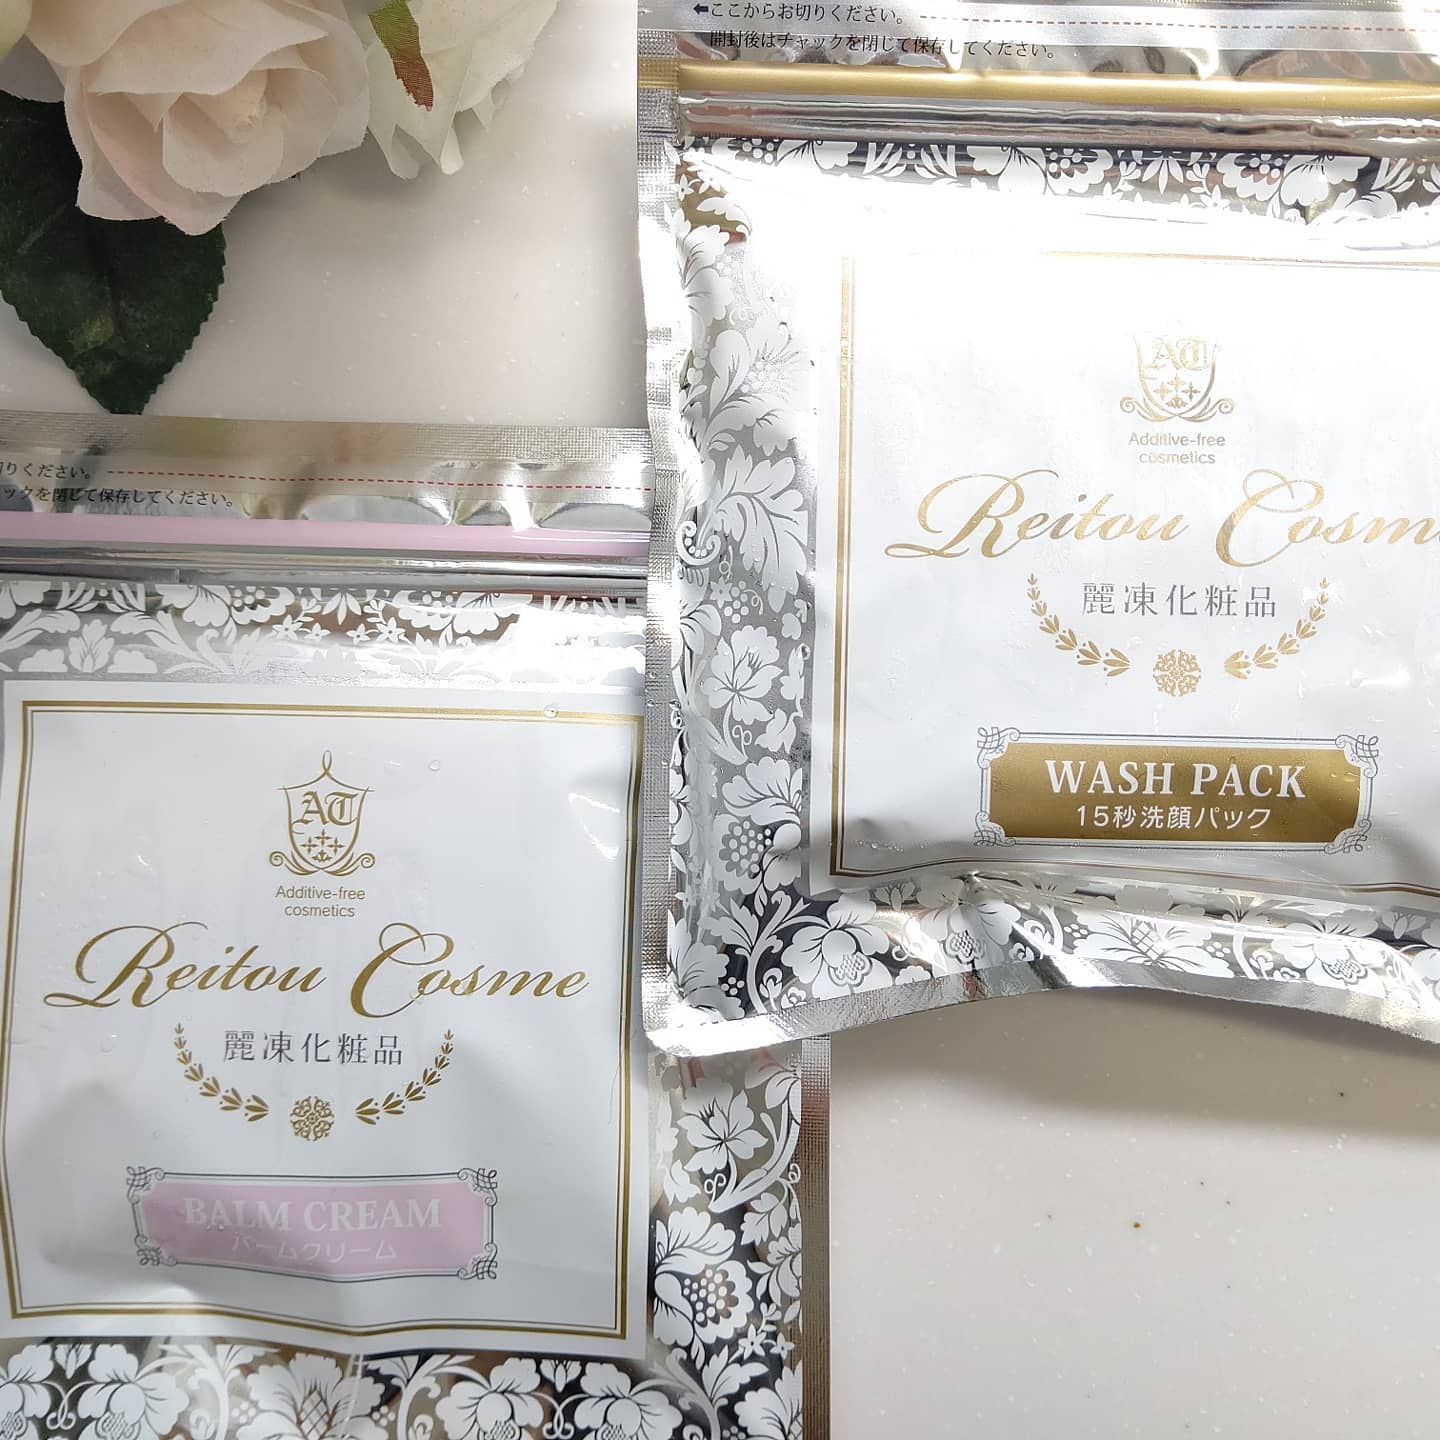 ⬅ここからお切りください。
開封後はチャックを閉じて保存してください。
AT
Additive-free
cosmetics
Reitou Cosm
麗凍化粧品
WASH PACK
15秒洗顔パック
りください。
ックを閉じて保存してください。
AT
Additive-free
cosmetics
Reitou Cosme
麗凍化粧品
BALM CREAM
バームクリーム